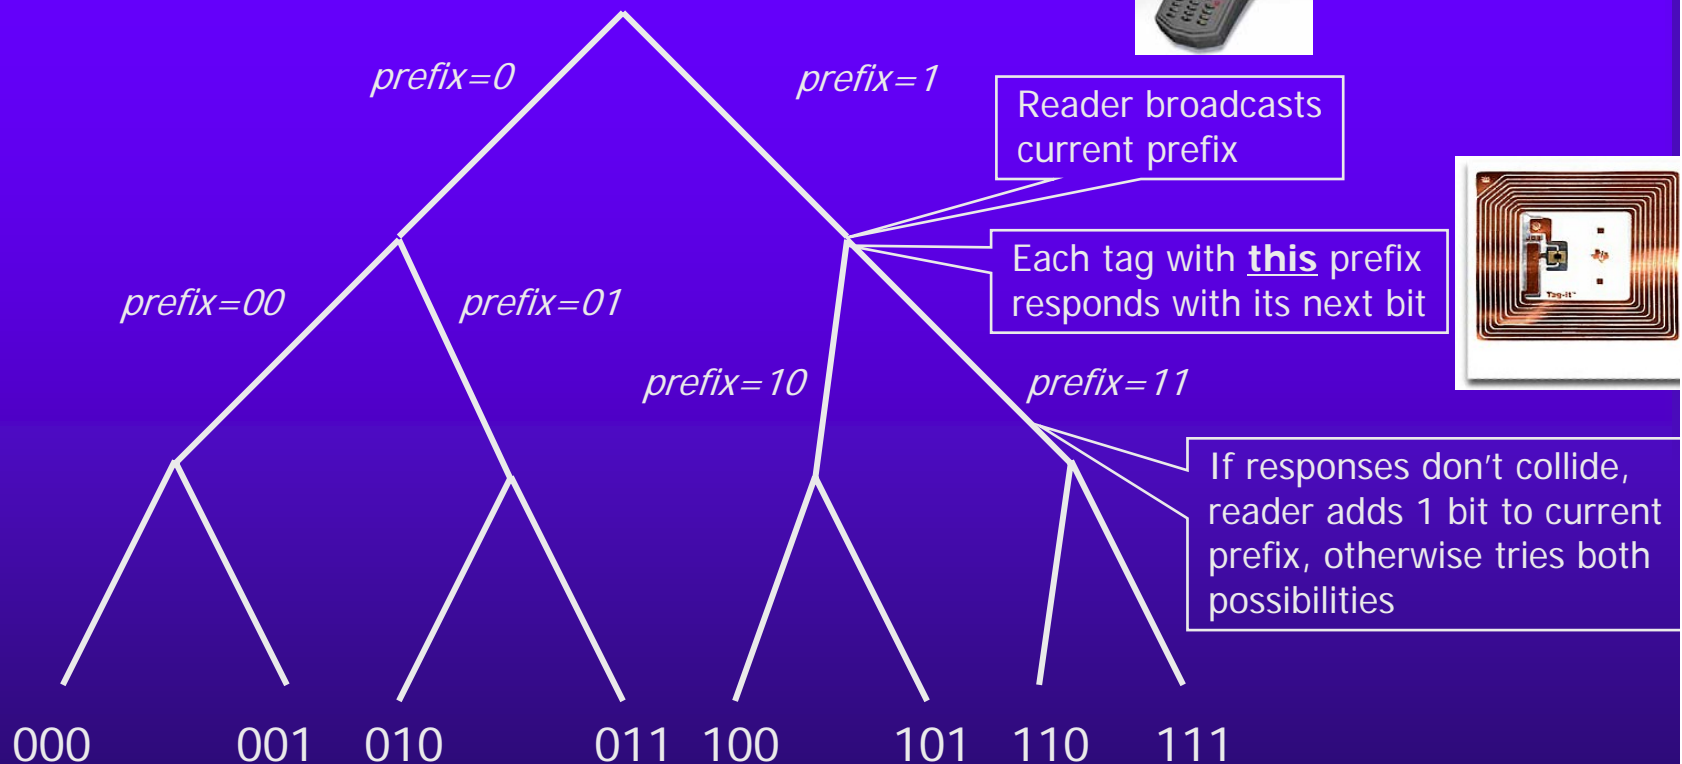 prefix=0
prefix=1
Reader broadcasts
current prefix
Each tag with this prefix
responds with its next bit
Tag-it™
prefix=00
prefix=01
prefix=10
prefix=11
If responses don't collide,
reader adds 1 bit to current
prefix, otherwise tries both
possibilities
000 001 010 011 100 101 110 111